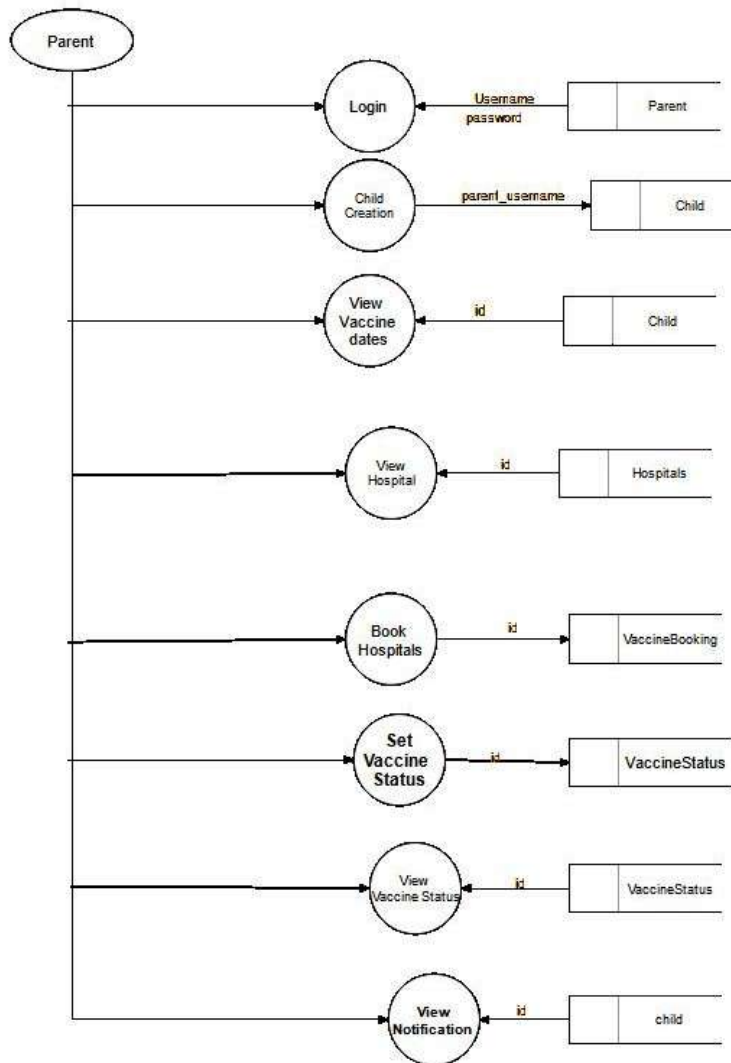 Parent
Login
Username
password
Parent
Child
Creation
parent_username
Child
View
Vaccine
dates
id
Child
View
Hospital
id
Hospitals
Book
Hospitals
id
VaccineBooking
Set
Vaccine
Status
id
VaccineStatus
View
Vaccine Status
id
VaccineStatus
View
Notification
id
child